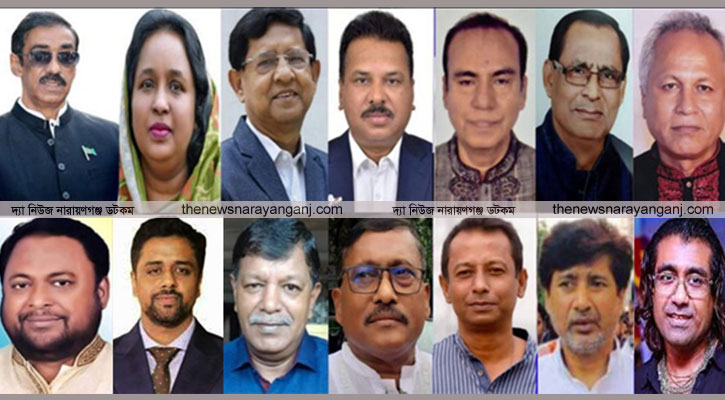 দ্যা নিউজ নারায়ণগঞ্জ ডটকম thenewsnarayanganj.com দ্যা নিউজ নারায়ণগঞ্জ ডটকম thenewsnarayanganj.com